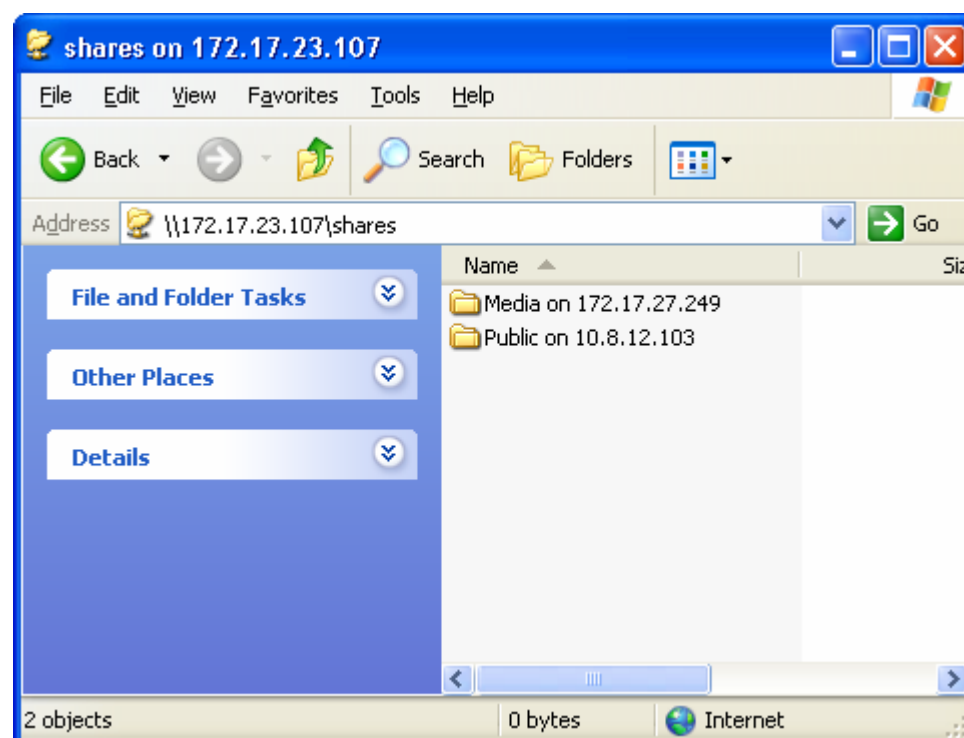 shares on 172.17.23.107
File Edit View Favorites Tools Help
Back Search Folders
Address \\172.17.23.107\shares Go
Name Siz
File and Folder Tasks
Media on 172.17.27.249
Public on 10.8.12.103
Other Places
Details
2 objects 0 bytes Internet